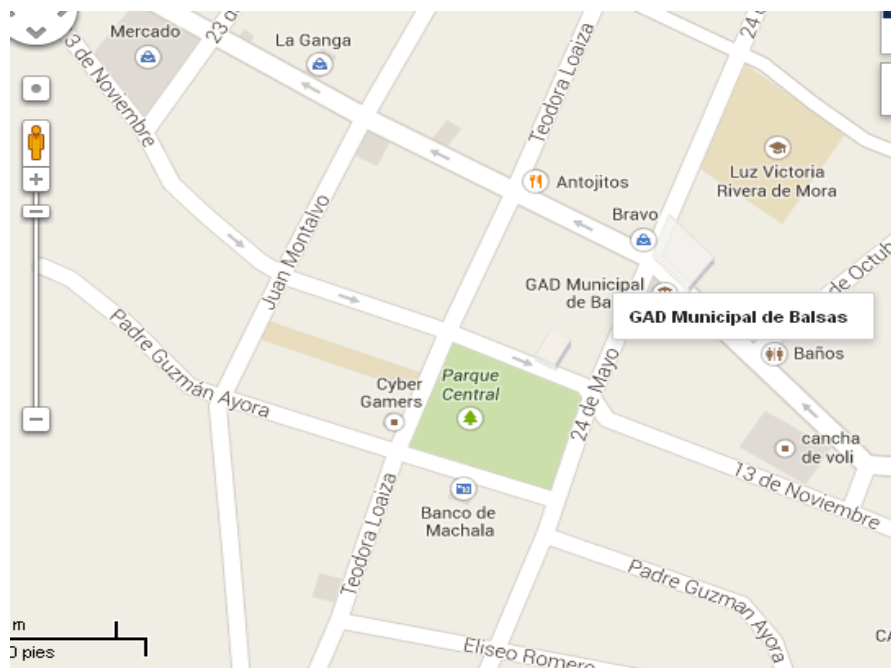 Mercado
23 de
La Ganga
24 d
13 de Noviembre
Teodora Loaiza
Luz Victoria
Rivera de Mora
Antojitos
Bravo
Juan Montalvo
de Octub
GAD Municipal
de Ba
GAD Municipal de Balsas
Padre Guzmán Ayora
Baños
Parque
Central
Cyber
Gamers
24 de Mayo
cancha
de voli
13 de Noviembre
Banco de
Machala
Teodora Loaiza
Padre Guzman Ayora
m
0 pies
Eliseo Romero
CA